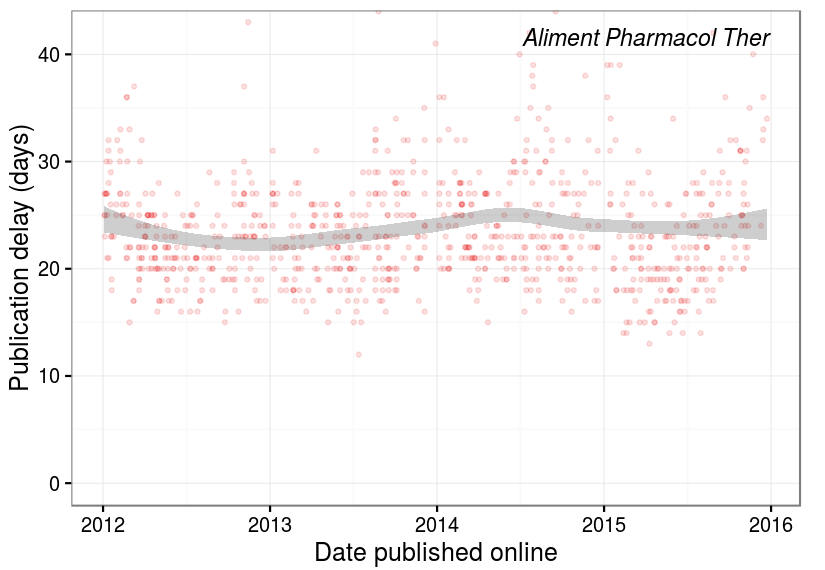 Aliment Pharmacol Ther
Publication delay (days)
40
30
20
10
0
2012 2013 2014 2015 2016
Date published online